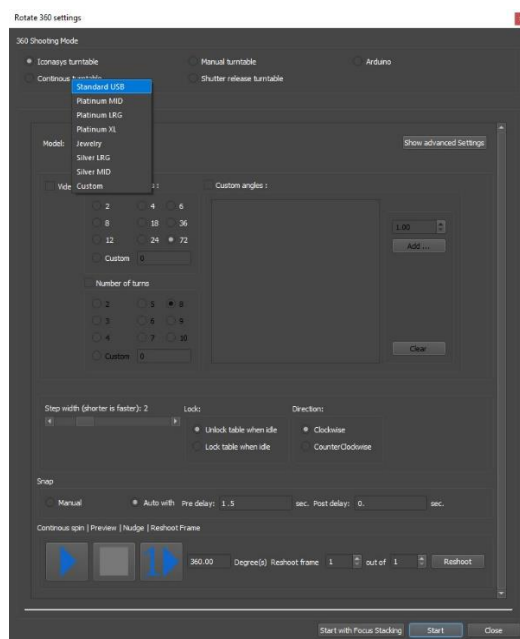 Rotate 360 settings
360 Shooting Mode
Iconasys turntable Manual turntable Arduino
Continous Shutter release turntable
Standard USB
Platinum MID
Platinum LRG
Platinum XL
Model: Jewelry Show advanced Settings
Silver LRG
Silver MID
Custom Custom angles :
2 4 6
8 18 36
12 24 72
Custom 0
1.00
Add ...
Number of turns
2 5 8
3 6 9
4 7 10
Custom 0
Clear
Step width (shorter is faster): 2 Lock: Direction:
Unlock table when idle Clockwise
Lock table when idle CounterClockwise
Snap
Manual Auto with Pre delay: 1.5 sec. Post delay: 0. sec.
Continous spin | Preview | Nudge | Reshoot Frame
1 360.00 Degree(s) Reshoot frame 1 out of 1 Reshoot
Start with Focus Stacking Start Close